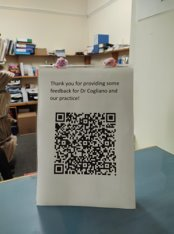 Thank you for providing some
feedback for Dr Cogliano and
our practice!